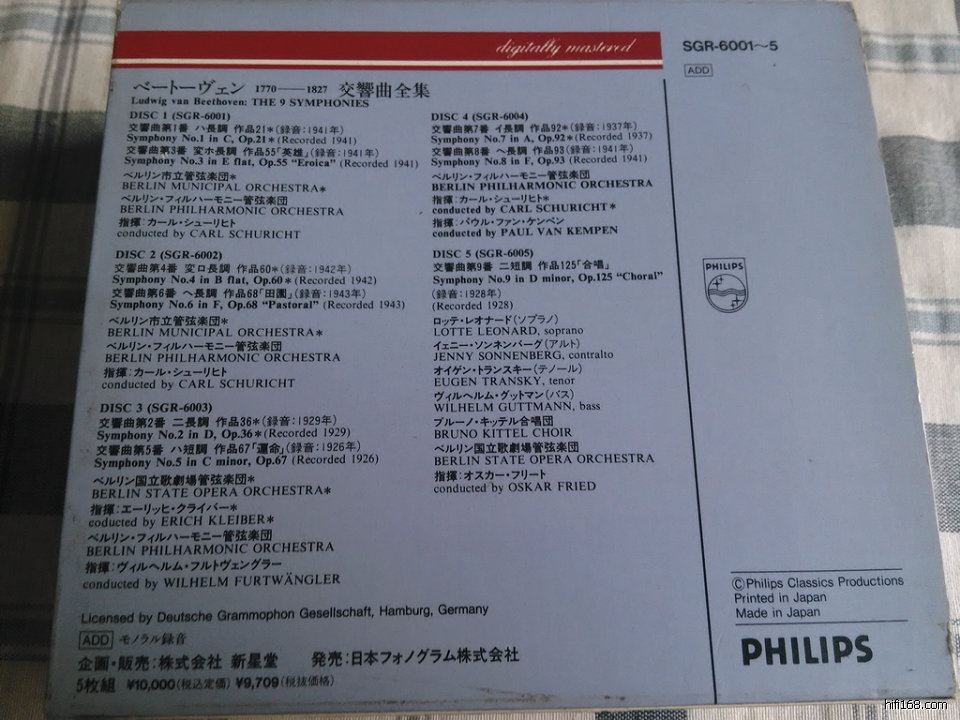 digitally mastered
SGR-6001〜5
ADD
ベートーヴェン 1770——1827 交響曲全集
Ludwig van Beethoven: THE 9 SYMPHONIES
DISC 1 (SGR-6001)
交響曲第1番 ハ長調 作品21*(録音:1941年)
Symphony No.1 in C, Op.21* (Recorded 1941)
交響曲第3番 変ホ長調 作品55「英雄」(録音:1941年)
Symphony No.3 in E flat, Op.55 “Eroica” (Recorded 1941)
ベルリン市立管弦楽団*
BERLIN MUNICIPAL ORCHESTRA*
ベルリン・フィルハーモニー管弦楽団
BERLIN PHILHARMONIC ORCHESTRA
指揮:カール・シューリヒト
conducted by CARL SCHURICHT
DISC 2 (SGR-6002)
交響曲第4番 変ロ長調 作品60*(録音:1942年)
Symphony No.4 in B flat, Op.60* (Recorded 1942)
交響曲第6番 ヘ長調 作品68「田園」(録音:1943年)
Symphony No.6 in F, Op.68 “Pastoral” (Recorded 1943)
ベルリン市立管弦楽団*
BERLIN MUNICIPAL ORCHESTRA*
ベルリン・フィルハーモニー管弦楽団
BERLIN PHILHARMONIC ORCHESTRA
指揮:カール・シューリヒト
conducted by CARL SCHURICHT
DISC 3 (SGR-6003)
交響曲第2番 ニ長調 作品36*(録音:1929年)
Symphony No.2 in D, Op.36* (Recorded 1929)
交響曲第5番 ハ短調 作品67「運命」(録音:1926年)
Symphony No.5 in C minor, Op.67 (Recorded 1926)
ベルリン国立歌劇場管弦楽団*
BERLIN STATE OPERA ORCHESTRA*
指揮:エーリッヒ・クライバー*
coducted by ERICH KLEIBER*
ベルリン・フィルハーモニー管弦楽団
BERLIN PHILHARMONIC ORCHESTRA
指揮:ヴィルヘルム・フルトヴェングラー
conducted by WILHELM FURTWÄNGLER
DISC 4 (SGR-6004)
交響曲第7番 イ長調 作品92*(録音:1937年)
Symphony No.7 in A, Op.92* (Recorded 1937)
交響曲第8番 ヘ長調 作品93(録音:1941年)
Symphony No.8 in F, Op.93 (Recorded 1941)
ベルリン・フィルハーモニー管弦楽団
BERLIN PHILHARMONIC ORCHESTRA
指揮:カール・シューリヒト*
conducted by CARL SCHURICHT*
指揮:パウル・ファン・ケンペン
conducted by PAUL VAN KEMPEN
DISC 5 (SGR-6005)
交響曲第9番 ニ短調 作品125「合唱」
Symphony No.9 in D minor, Op.125 “Choral”
(録音:1928年)
(Recorded 1928)
ロッテ・レオナード(ソプラノ)
LOTTE LEONARD, soprano
イェニー・ソンネンバーグ(アルト)
JENNY SONNENBERG, contralto
オイゲン・トランスキー(テノール)
EUGEN TRANSKY, tenor
ヴィルヘルム・グットマン(バス)
WILHELM GUTTMANN, bass
ブルーノ・キッテル合唱団
BRUNO KITTEL CHOIR
ベルリン国立歌劇場管弦楽団
BERLIN STATE OPERA ORCHESTRA
指揮:オスカー・フリート
conducted by OSKAR FRIED
PHILIPS
Licensed by Deutsche Grammophon Gesellschaft, Hamburg, Germany
ADD モノラル録音
企画・販売:株式会社 新星堂 発売:日本フォノグラム株式会社
5枚組 ¥10,000(税込定価) ¥9,709(税抜価格)
©Philips Classics Productions
Printed in Japan
Made in Japan
PHILIPS
hifi168.com